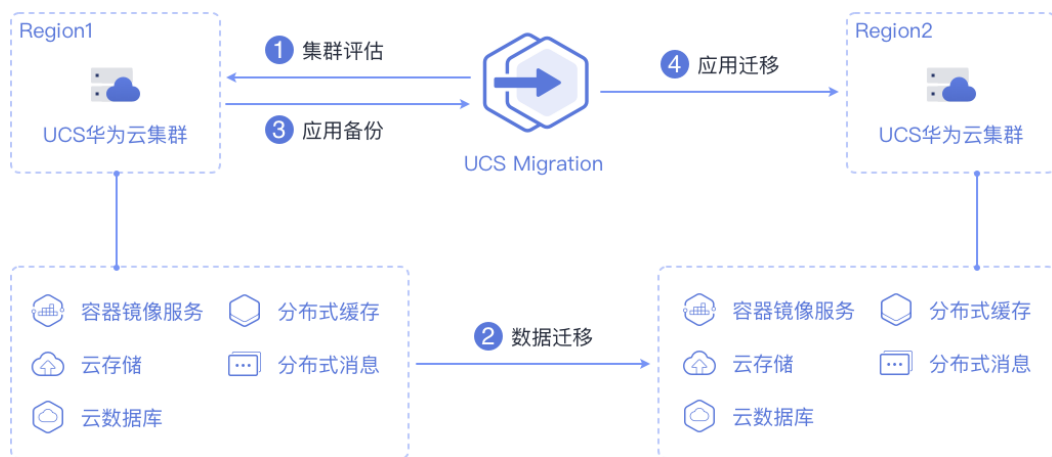 Region1
1 集群评估
4 应用迁移
Region2
UCS华为云集群
3 应用备份
UCS华为云集群
UCS Migration
容器镜像服务 分布式缓存
云存储 分布式消息
云数据库
2 数据迁移
容器镜像服务 分布式缓存
云存储 分布式消息
云数据库